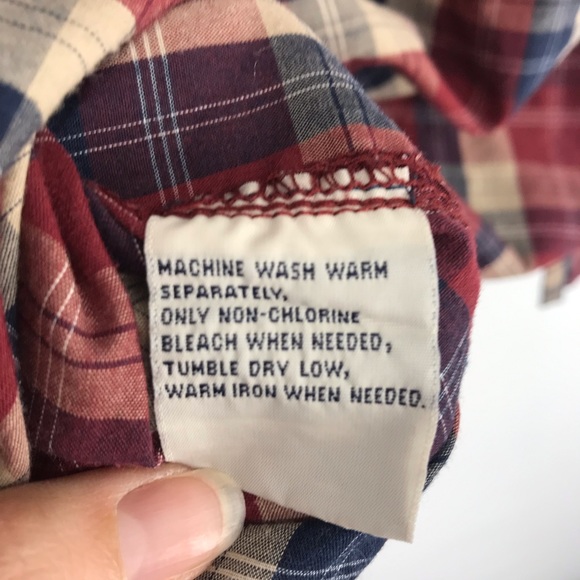 MACHINE WASH WARM
SEPARATELY.
ONLY NON-CHLORINE
BLEACH WHEN NEEDED,
TUMBLE DRY LOW,
WARM IRON WHEN NEEDED.